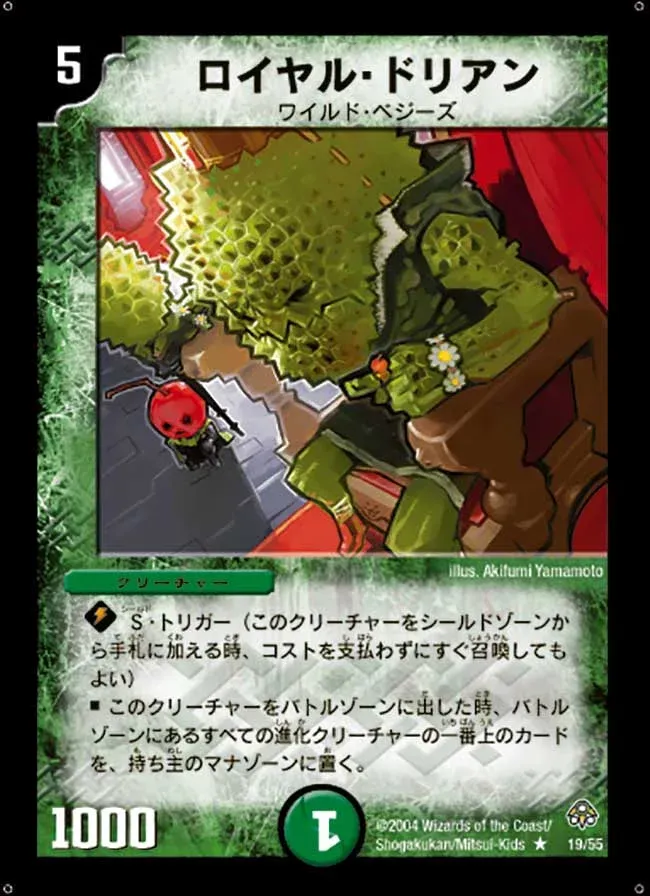 5
ロイヤル・ドリアン
ワイルド・ベジーズ
illus. Akifumi Yamamoto
クリーチャー
S・トリガー（このクリーチャーをシールドゾーンか
ら手札に加える時、コストを支払わずにすぐ召喚しても
よい）
■ このクリーチャーをバトルゾーンに出した時、バトル
ゾーンにあるすべての進化クリーチャーの一番上のカード
を、持ち主のマナゾーンに置く。
1000
1
©2004 Wizards of the Coast/
Shogakukan/Mitsui-Kids ★ 19/55